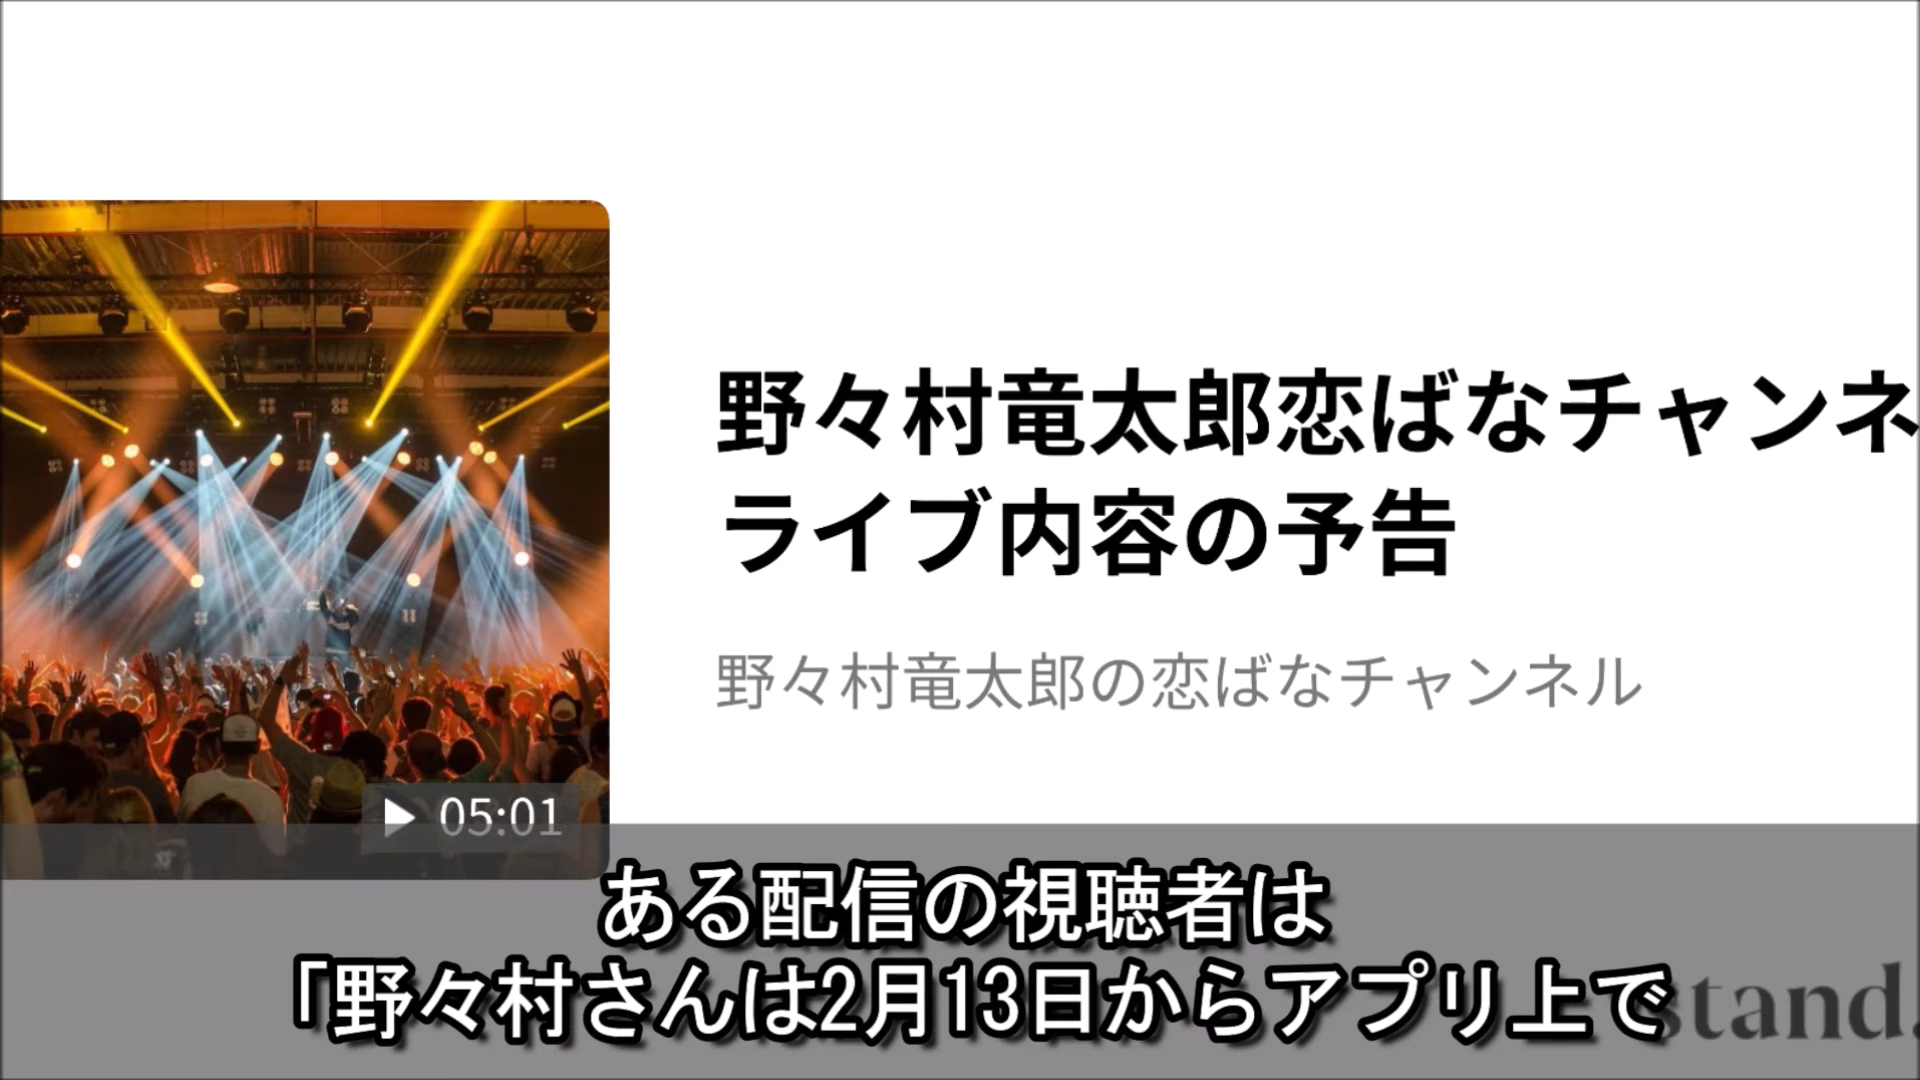 野々村竜太郎恋ばなチャンネ
ライブ内容の予告
野々村竜太郎の恋ばなチャンネル
05:01
ある配信の視聴者は
「野々村さんは2月13日からアプリ上で
stand.